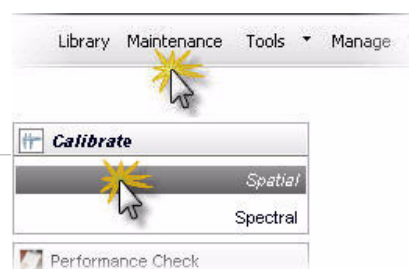 Library Maintenance Tools Manage
Calibrate
Spatial
Spectral
Performance Check